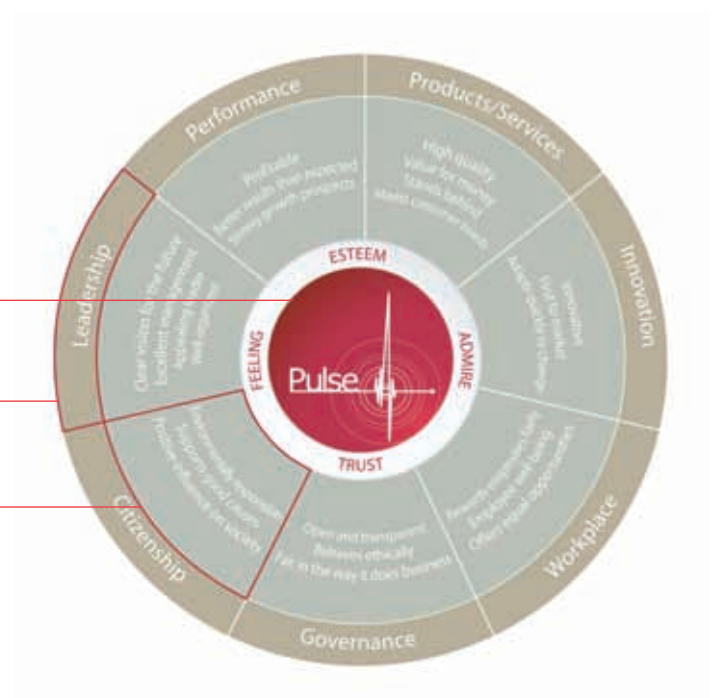 Performance
Profitable
Better results than expected
Strong growth prospects
Products/Services
High quality
Value for money
Stands behind
Meets customer needs
Innovation
Innovative
First to market
Adapts quickly to change
Workplace
Rewards employees fairly
Employee well-being
Offers equal opportunities
Governance
Open and transparent
Behaves ethically
Fair in the way it does business
Citizenship
Environmentally responsible
Supports good causes
Positive influence on society
Leadership
Clear vision for the future
Excellent management
Appealing leader
Well organized
ESTEEM
ADMIRE
TRUST
FEELING
Pulse